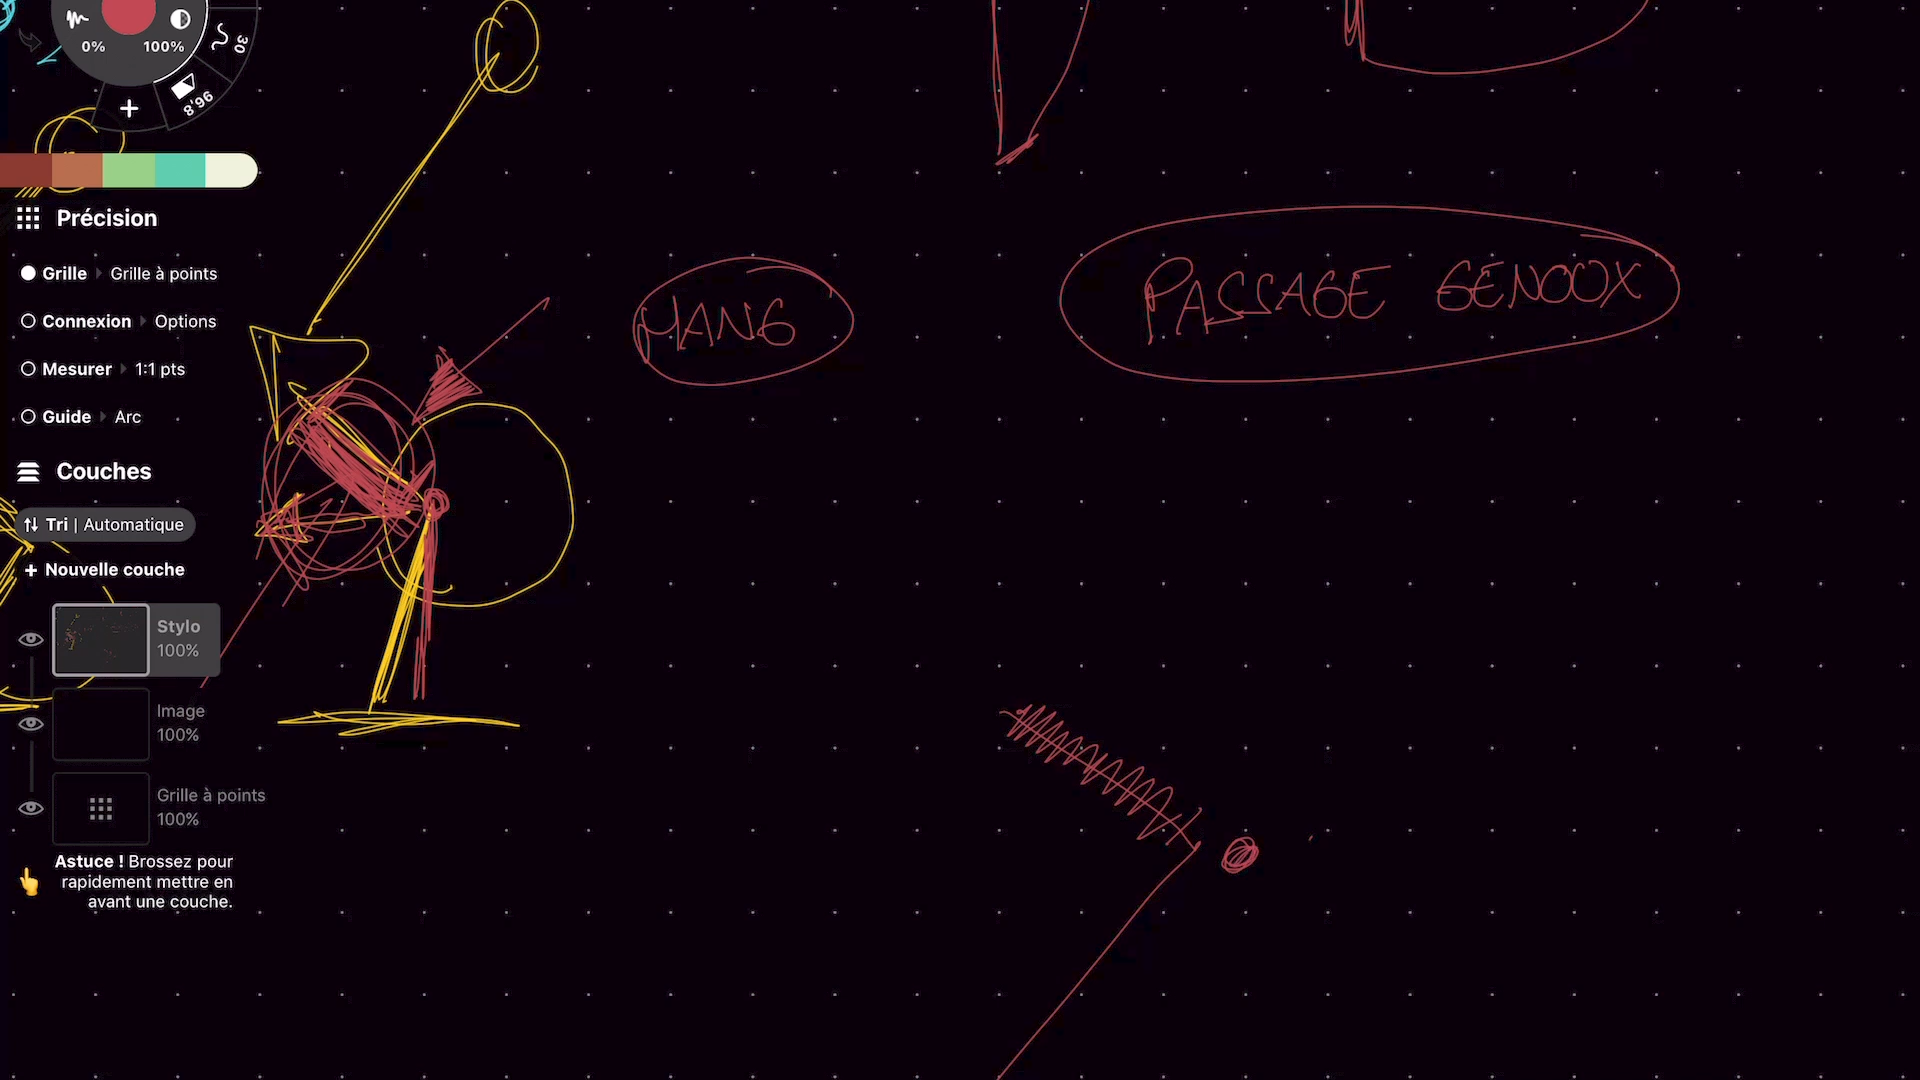 0%
100%
30
8,96
Précision
Grille
Grille à points
Connexion
Options
Mesurer
1:1 pts
Guide
Arc
Couches
Tri | Automatique
+ Nouvelle couche
Stylo
100%
Image
100%
Grille à points
100%
Astuce ! Brossez pour
rapidement mettre en
avant une couche.
HANG
PASSAGE GENOUX